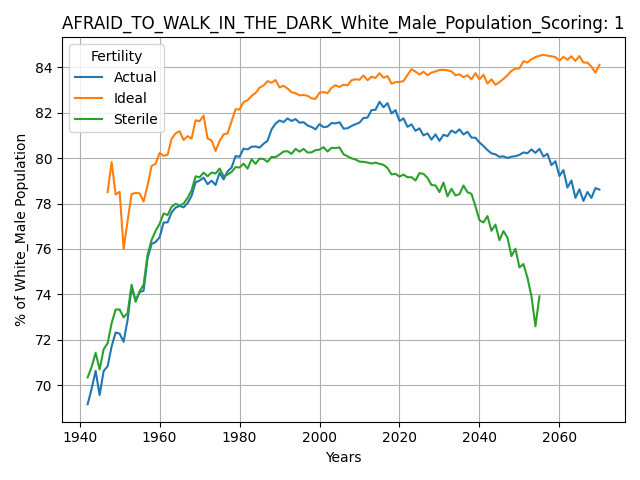 AFRAID_TO_WALK_IN_THE_DARK_White_Male_Population_Scoring: 1
Fertility
Actual
Ideal
Sterile
% of White_Male Population
84
82
80
78
76
74
72
70
1940
1960
1980
2000
2020
2040
2060
Years